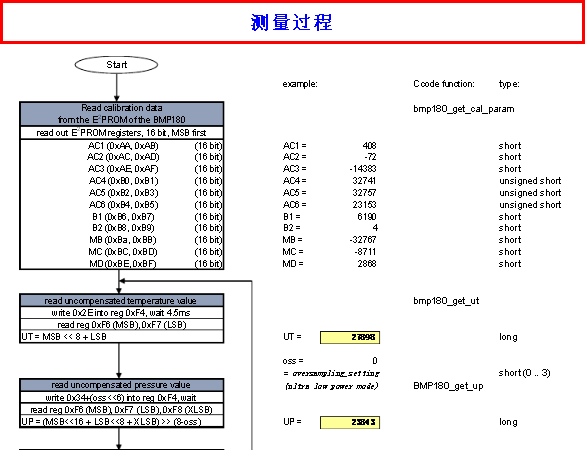 测量过程
Start
example: C code function: type:
Read calibration data
from the E²PROM of the BMP180
bmp180_get_cal_param
read out E²PROM registers, 16 bit, MSB first
AC1 (0xAA, 0xAB) (16 bit) AC1 = 408 short
AC2 (0xAC, 0xAD) (16 bit) AC2 = -72 short
AC3 (0xAE, 0xAF) (16 bit) AC3 = -14383 short
AC4 (0xB0, 0xB1) (16 bit) AC4 = 32741 unsigned short
AC5 (0xB2, 0xB3) (16 bit) AC5 = 32757 unsigned short
AC6 (0xB4, 0xB5) (16 bit) AC6 = 23153 unsigned short
B1 (0xB6, 0xB7) (16 bit) B1 = 6190 short
B2 (0xB8, 0xB9) (16 bit) B2 = 4 short
MB (0xBa, 0xBB) (16 bit) MB = -32767 short
MC (0xBC, 0xBD) (16 bit) MC = -8711 short
MD (0xBE, 0xBF) (16 bit) MD = 2868 short
read uncompensated temperature value bmp180_get_ut
write 0x2E into reg 0xF4, wait 4.5ms
read reg 0xF6 (MSB), 0xF7 (LSB)
UT = MSB << 8 + LSB UT = 27898 long
oss = 0
= oversampling_setting short (0 .. 3)
(ultra low power mode) BMP180_get_up
read uncompensated pressure value
write 0x34+(oss<<6) into reg 0xF4, wait
read reg 0xF6 (MSB), 0xF7 (LSB), 0xF8 (XLSB)
UP = (MSB<<16 + LSB<<8 + XLSB) >> (8-oss) UP = 23843 long